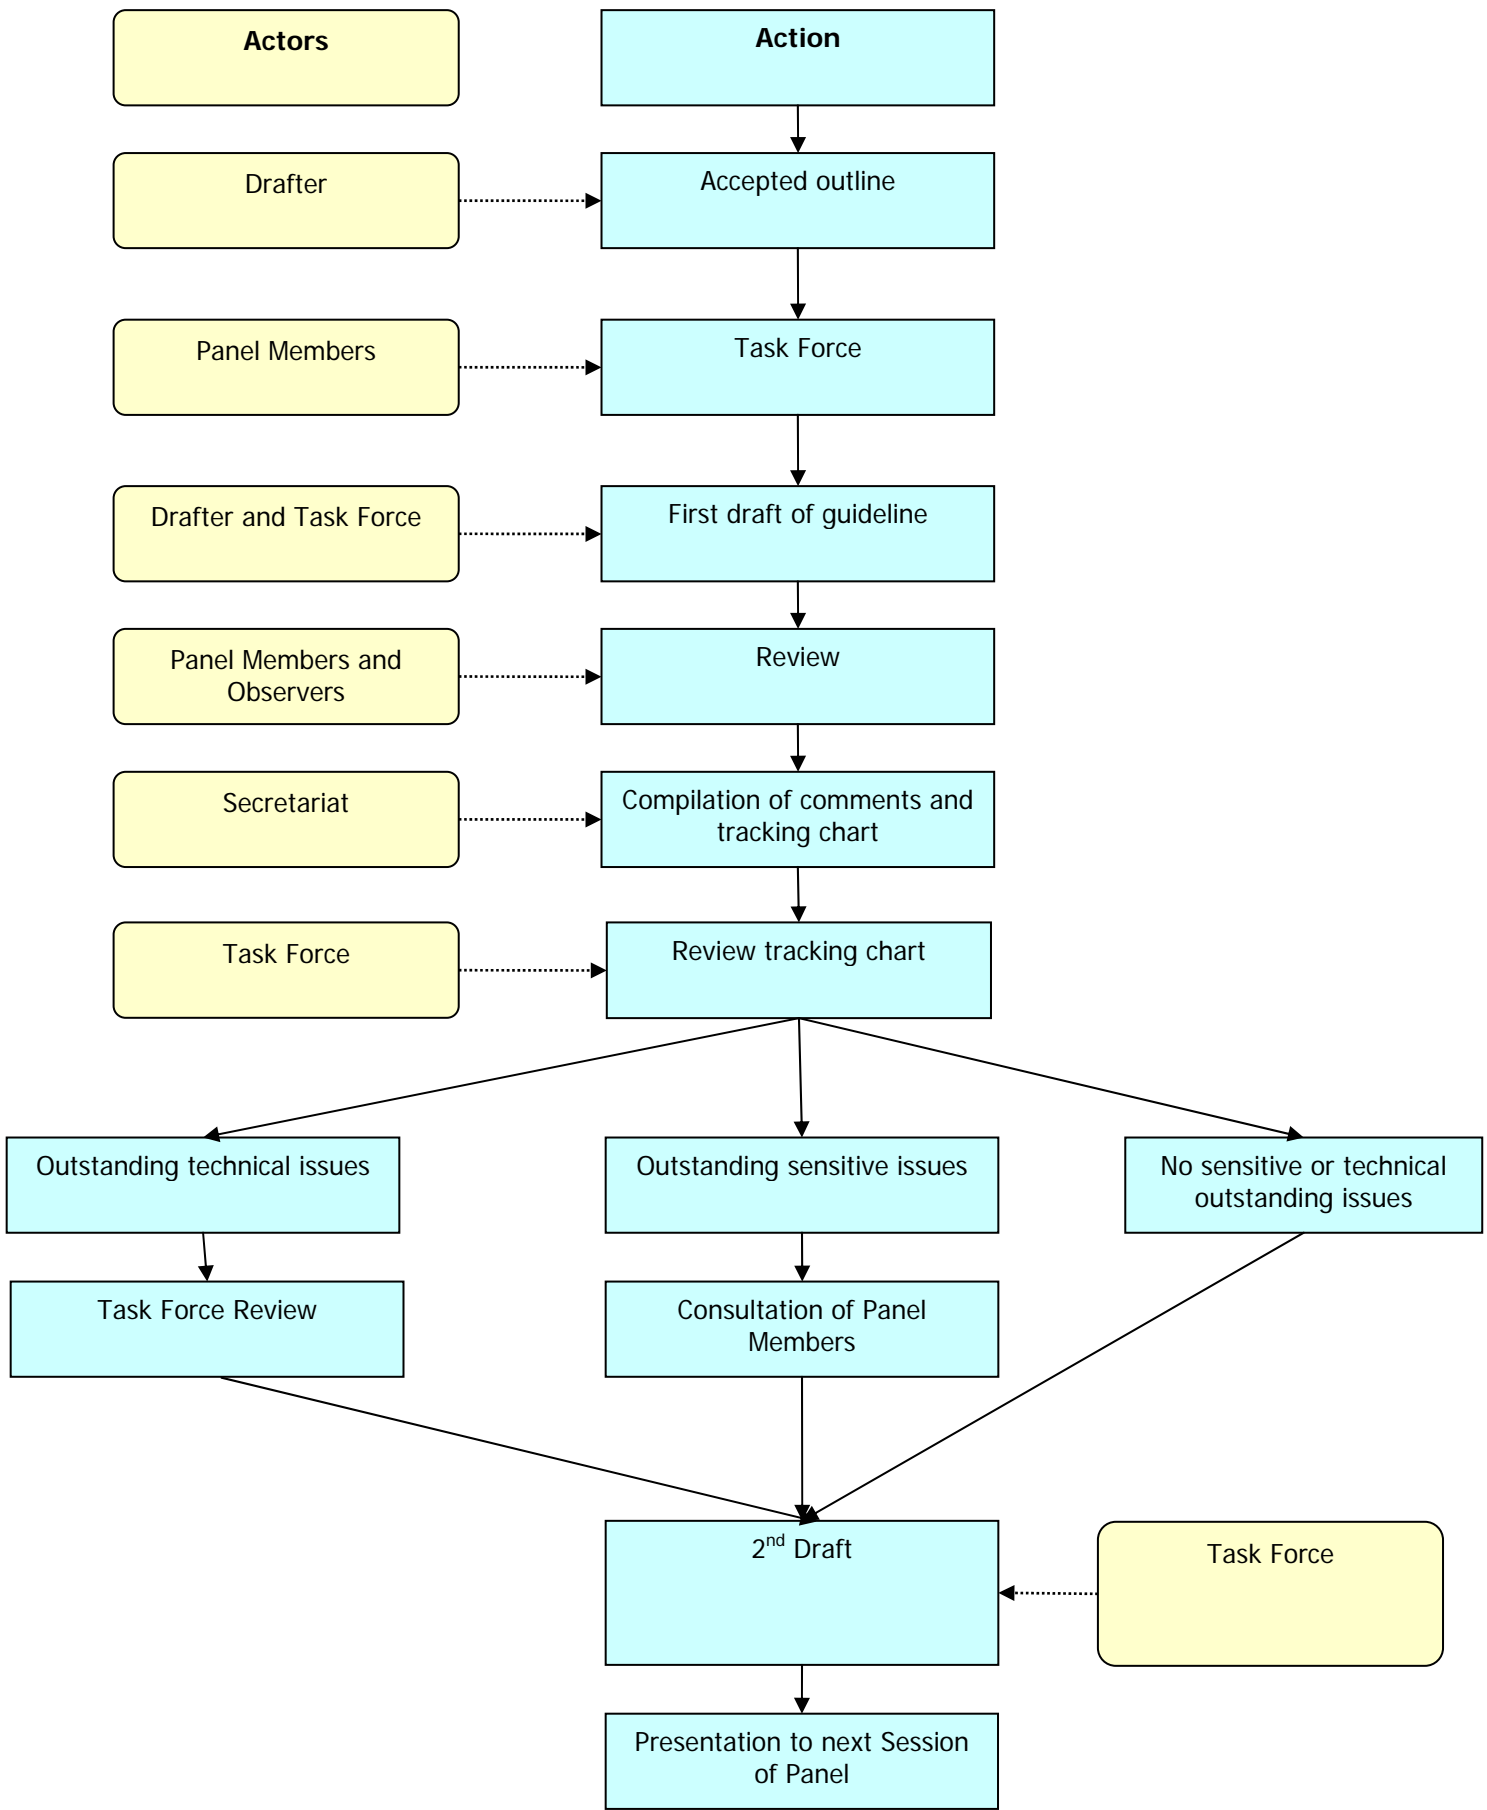 Actors
Action
Drafter
Accepted outline
Panel Members
Task Force
Drafter and Task Force
First draft of guideline
Panel Members and
Observers
Review
Secretariat
Compilation of comments and
tracking chart
Task Force
Review tracking chart
Outstanding technical issues
Outstanding sensitive issues
No sensitive or technical
outstanding issues
Task Force Review
Consultation of Panel
Members
2nd Draft
Task Force
Presentation to next Session
of Panel